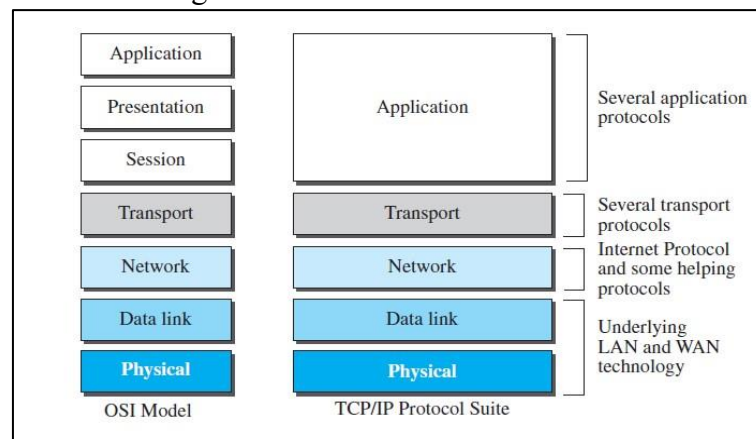 Application
Presentation
Session
Transport
Network
Data link
Physical
OSI Model
Application
Transport
Network
Data link
Physical
TCP/IP Protocol Suite
Several application
protocols
Several transport
protocols
Internet Protocol
and some helping
protocols
Underlying
LAN and WAN
technology